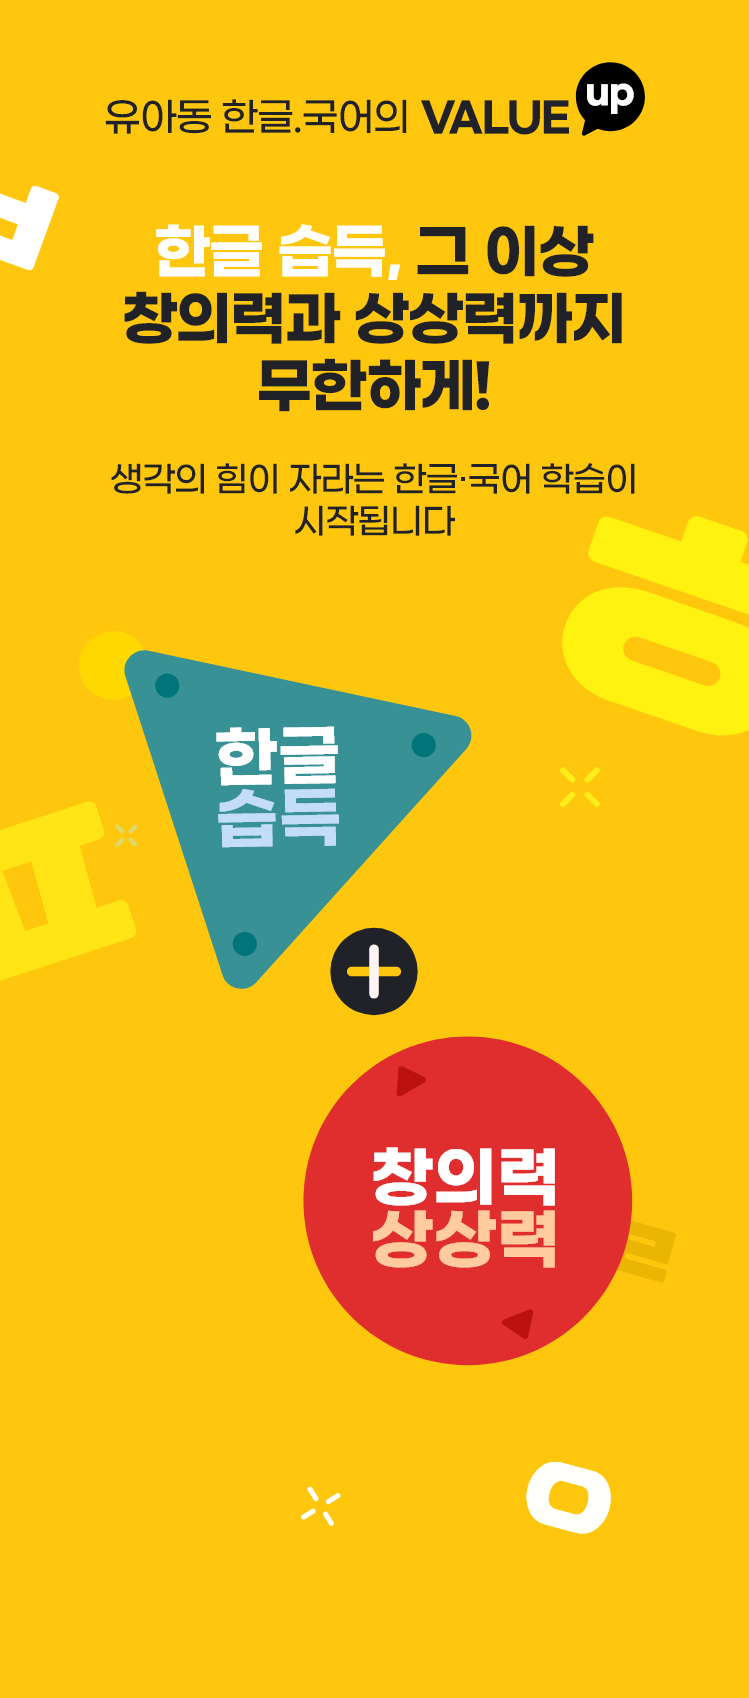 유아동 한글.국어의 VALUE up
한글 습득, 그 이상
창의력과 상상력까지
무한하게!
생각의 힘이 자라는 한글·국어 학습이
시작됩니다
한글
습득
창의력
상상력